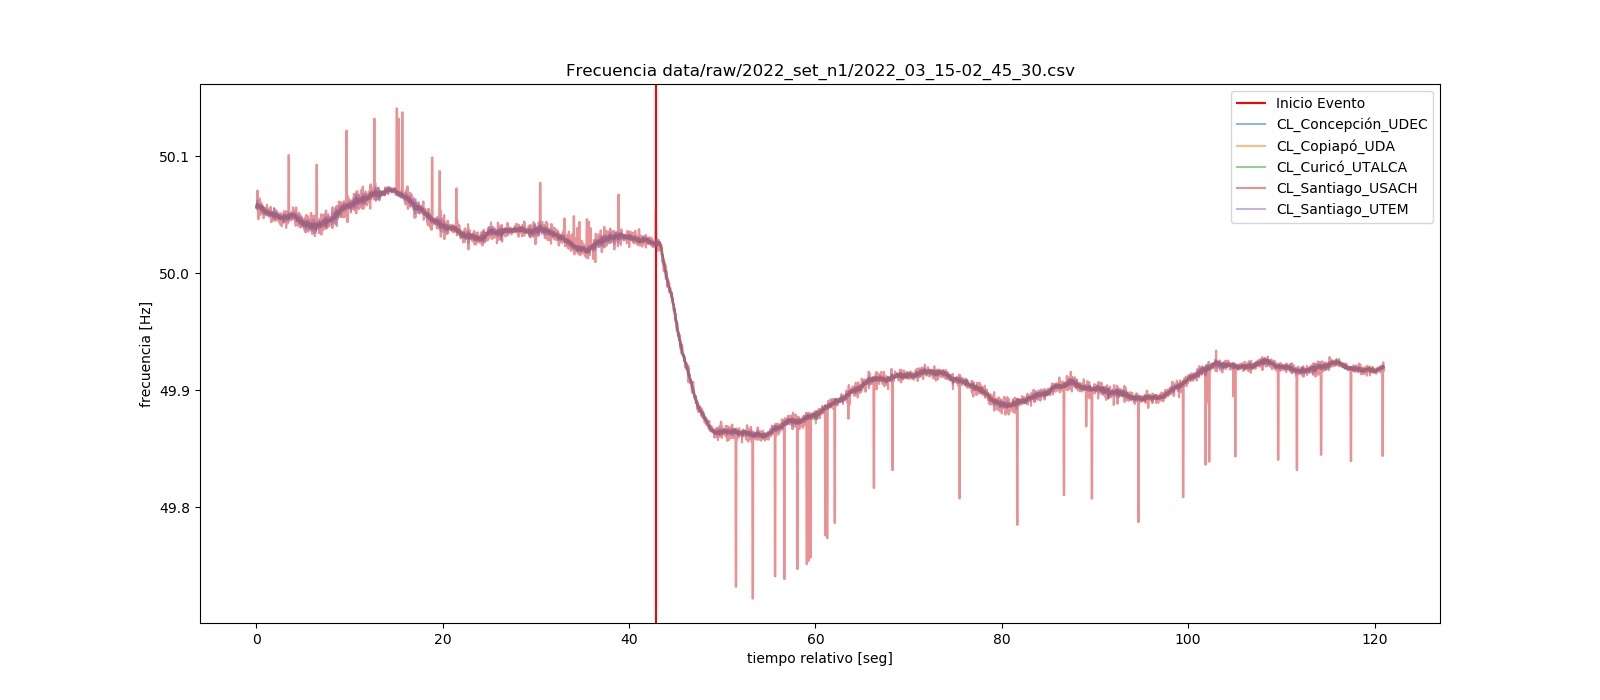 Frecuencia data/raw/2022_set_n1/2022_03_15-02_45_30.csv
Inicio Evento
CL_Concepción_UDEC
CL_Copiapó_UDA
CL_Curicó_UTALCA
CL_Santiago_USACH
CL_Santiago_UTEM
frecuencia [Hz]
50.1
50.0
49.9
49.8
0 20 40 60 80 100 120
tiempo relativo [seg]